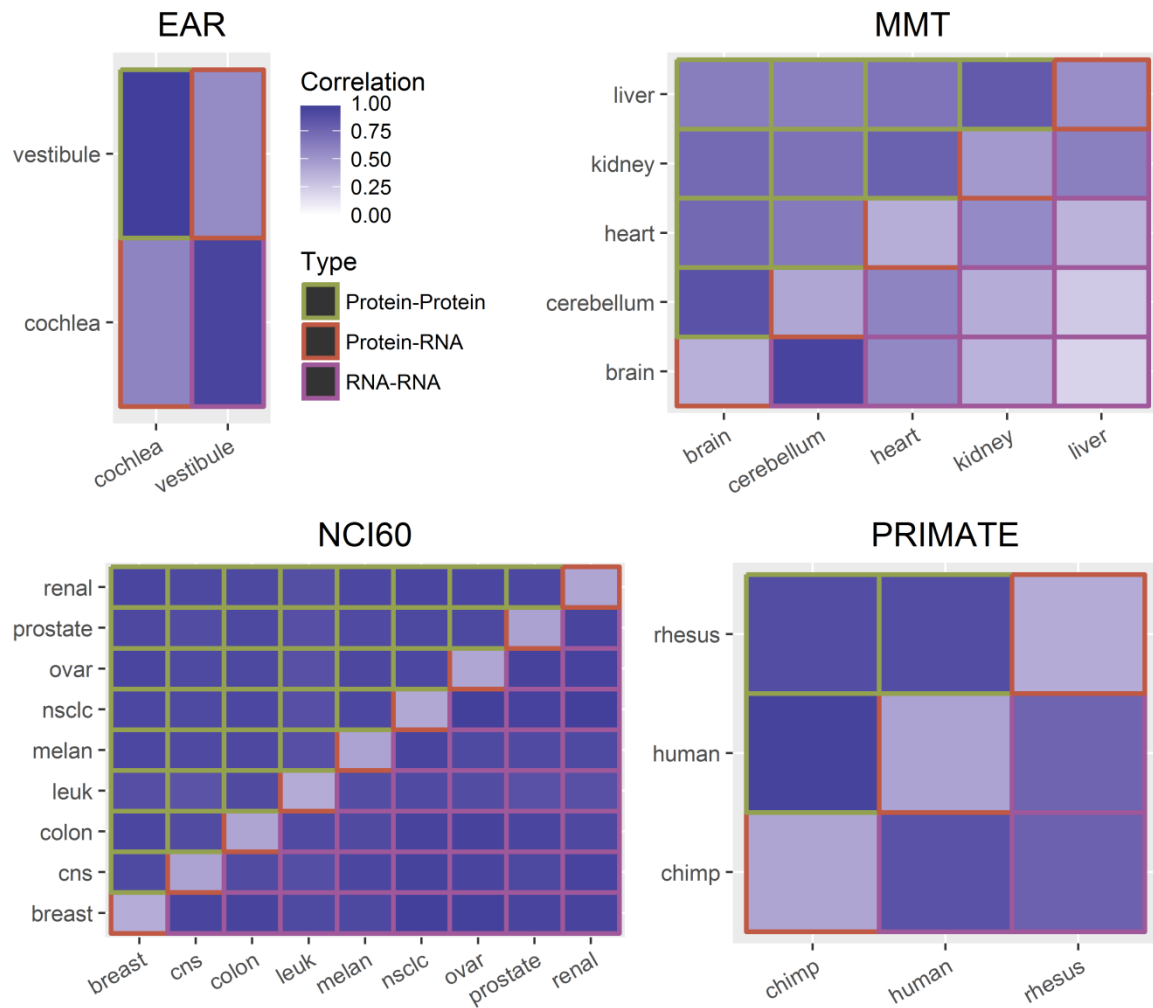 EAR
vestibule
cochlea
cochlea
vestibule
Correlation
1.00
0.75
0.50
0.25
0.00
Type
Protein-Protein
Protein-RNA
RNA-RNA
MMT
liver
kidney
heart
cerebellum
brain
brain
cerebellum
heart
kidney
liver
NCI60
renal
prostate
ovar
nsclc
melan
leuk
colon
cns
breast
breast
cns
colon
leuk
melan
nsclc
ovar
prostate
renal
PRIMATE
rhesus
human
chimp
chimp
human
rhesus